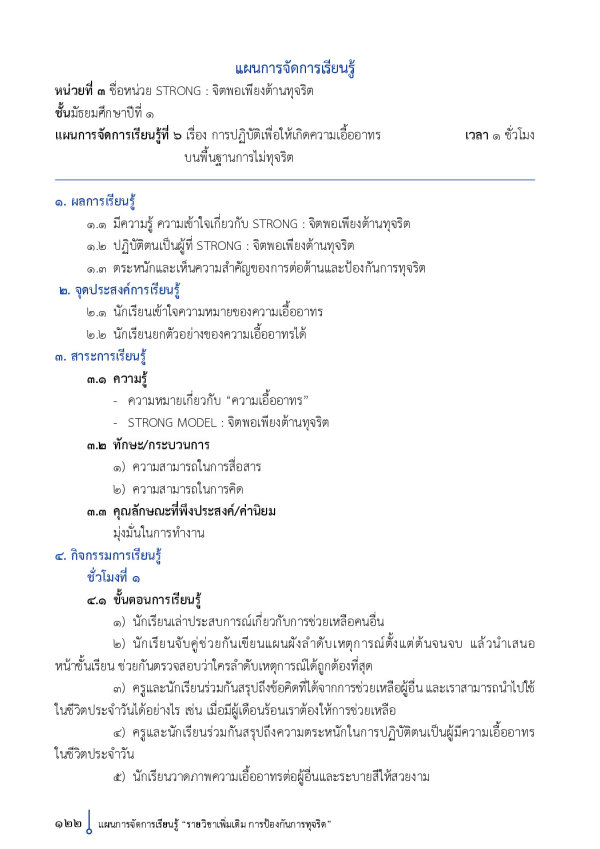 แผนการจัดการเรียนรู้
หน่วยที่ ๓ ชื่อหน่วย STRONG : จิตพอเพียงต้านทุจริต
ชั้นมัธยมศึกษาปีที่ ๑
แผนการจัดการเรียนรู้ที่ ๖ เรื่อง การปฏิบัติเพื่อให้เกิดความเอื้ออาทร เวลา ๑ ชั่วโมง
บนพื้นฐานการไม่ทุจริต
๑. ผลการเรียนรู้
๑.๑ มีความรู้ ความเข้าใจเกี่ยวกับ STRONG : จิตพอเพียงต้านทุจริต
๑.๒ ปฏิบัติตนเป็นผู้ที่ STRONG : จิตพอเพียงต้านทุจริต
๑.๓ ตระหนักและเห็นความสำคัญของการต่อต้านและป้องกันการทุจริต
๒. จุดประสงค์การเรียนรู้
๒.๑ นักเรียนเข้าใจความหมายของความเอื้ออาทร
๒.๒ นักเรียนยกตัวอย่างของความเอื้ออาทรได้
๓. สาระการเรียนรู้
๓.๑ ความรู้
- ความหมายเกี่ยวกับ “ความเอื้ออาทร”
- STRONG MODEL : จิตพอเพียงต้านทุจริต
๓.๒ ทักษะ/กระบวนการ
๑) ความสามารถในการสื่อสาร
๒) ความสามารถในการคิด
๓.๓ คุณลักษณะที่พึงประสงค์/ค่านิยม
มุ่งมั่นในการทำงาน
๔. กิจกรรมการเรียนรู้
ชั่วโมงที่ ๑
๔.๑ ขั้นตอนการเรียนรู้
๑) นักเรียนเล่าประสบการณ์เกี่ยวกับการช่วยเหลือคนอื่น
๒) นักเรียนจับคู่ช่วยกันเขียนแผนผังลำดับเหตุการณ์ตั้งแต่ต้นจนจบ แล้วนำเสนอ
หน้าชั้นเรียน ช่วยกันตรวจสอบว่าใครลำดับเหตุการณ์ได้ถูกต้องที่สุด
๓) ครูและนักเรียนร่วมกันสรุปถึงข้อคิดที่ได้จากการช่วยเหลือผู้อื่น และเราสามารถนำไปใช้
ในชีวิตประจำวันได้อย่างไร เช่น เมื่อมีผู้เดือนร้อนเราต้องให้การช่วยเหลือ
๔) ครูและนักเรียนร่วมกันสรุปถึงความตระหนักในการปฏิบัติตนเป็นผู้มีความเอื้ออาทร
ในชีวิตประจำวัน
๕) นักเรียนวาดภาพความเอื้ออาทรต่อผู้อื่นและระบายสีให้สวยงาม
๑๒๒ แผนการจัดการเรียนรู้ “รายวิชาเพิ่มเติม การป้องกันการทุจริต”